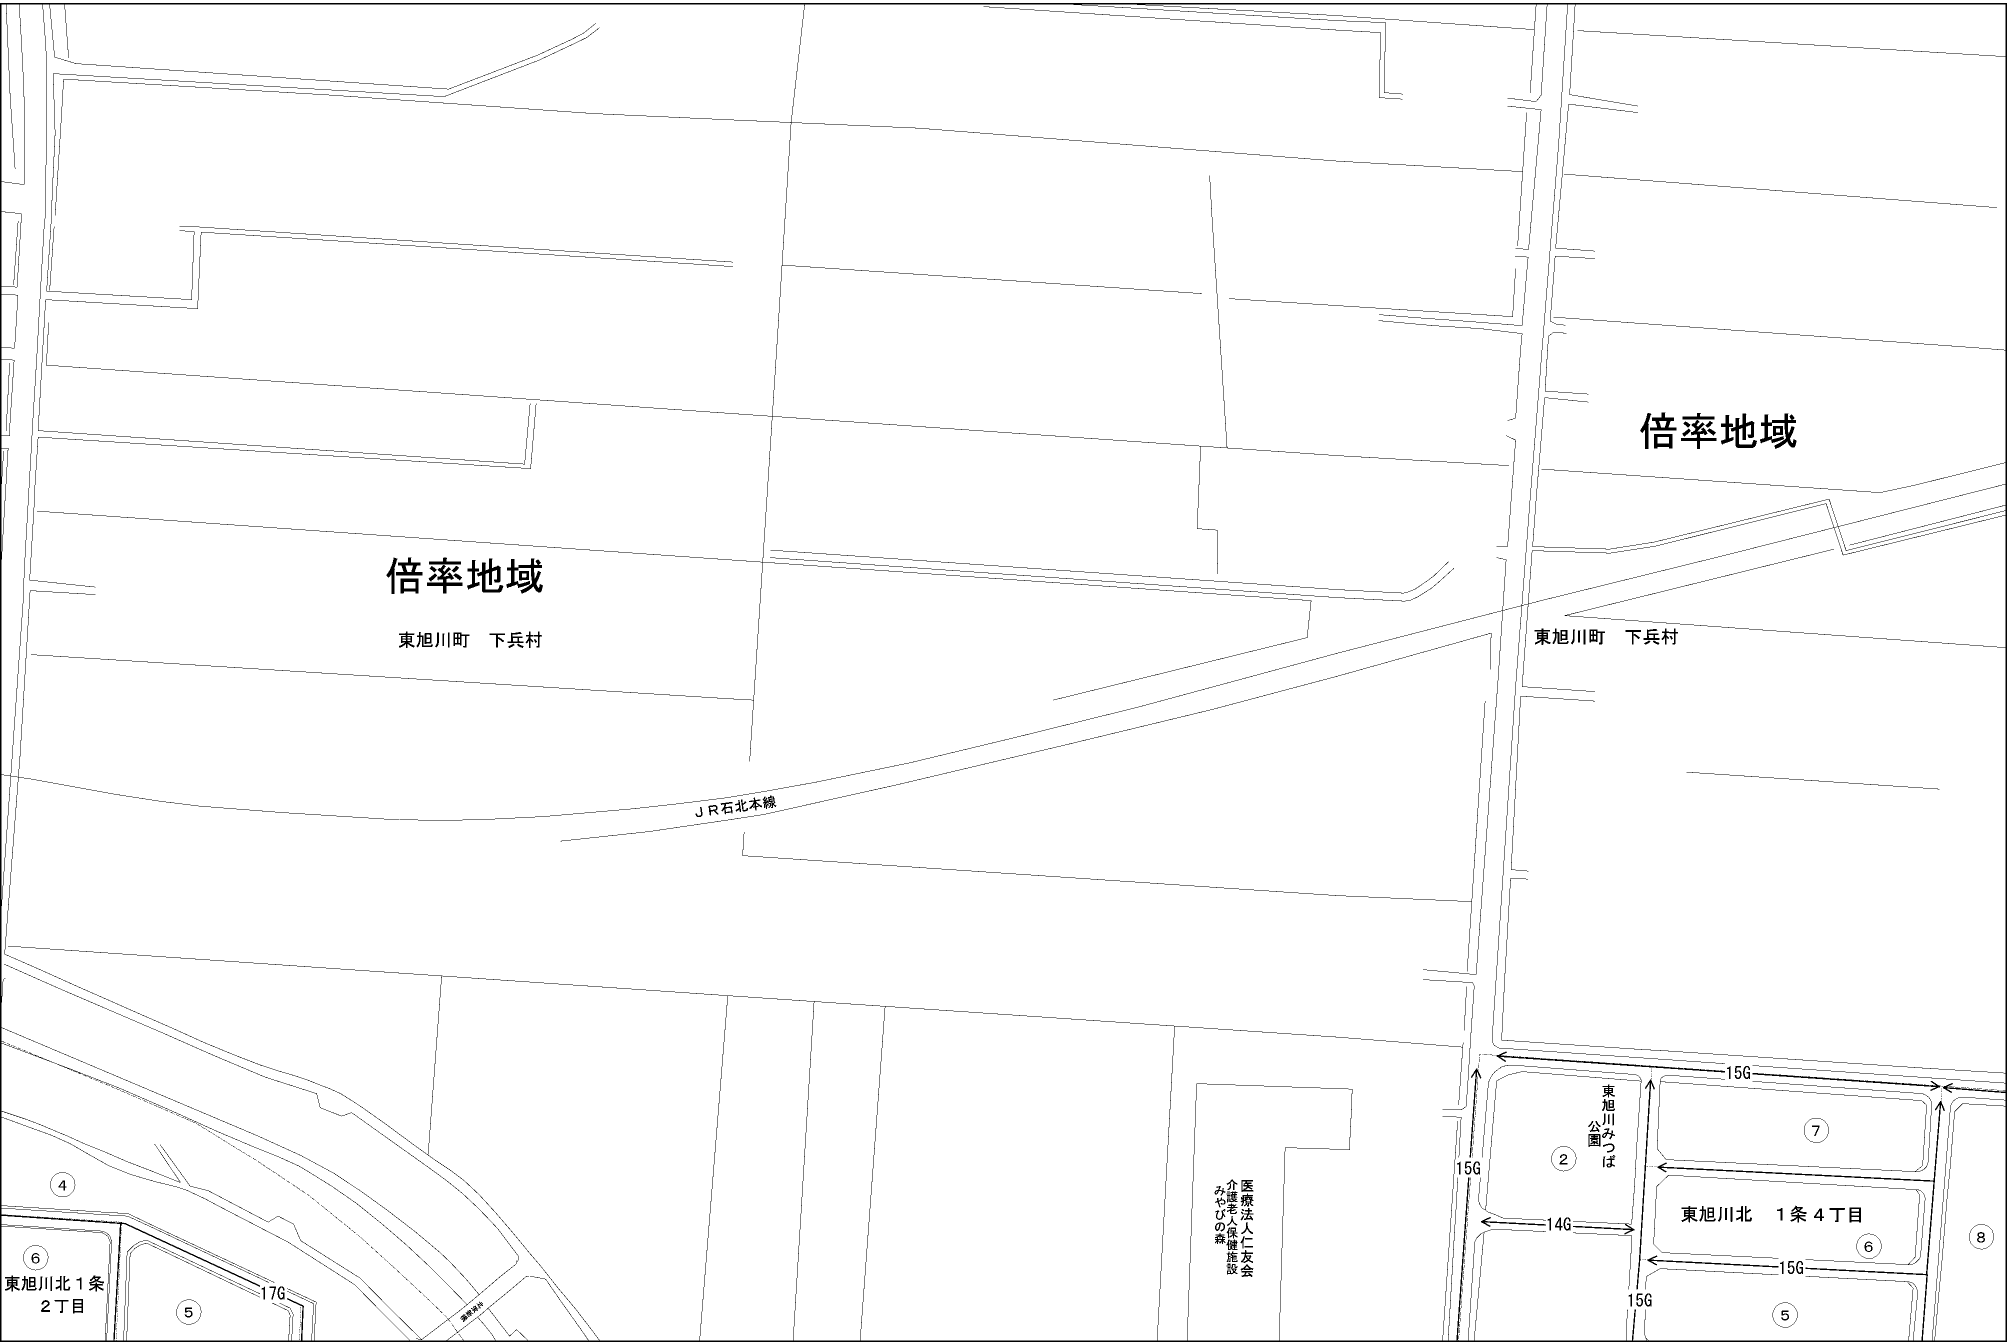 倍率地域
倍率地域
東旭川町 下兵村
東旭川町 下兵村
ＪＲ石北本線
15G
東旭川みつば
公園
⑦
②
15G
医療法人仁友会
介護老人保健施設
みやびの森
④
14G
東旭川北 １条４丁目
⑥
⑧
⑥
東旭川北１条
２丁目
17G
⑤
15G
15G
⑤